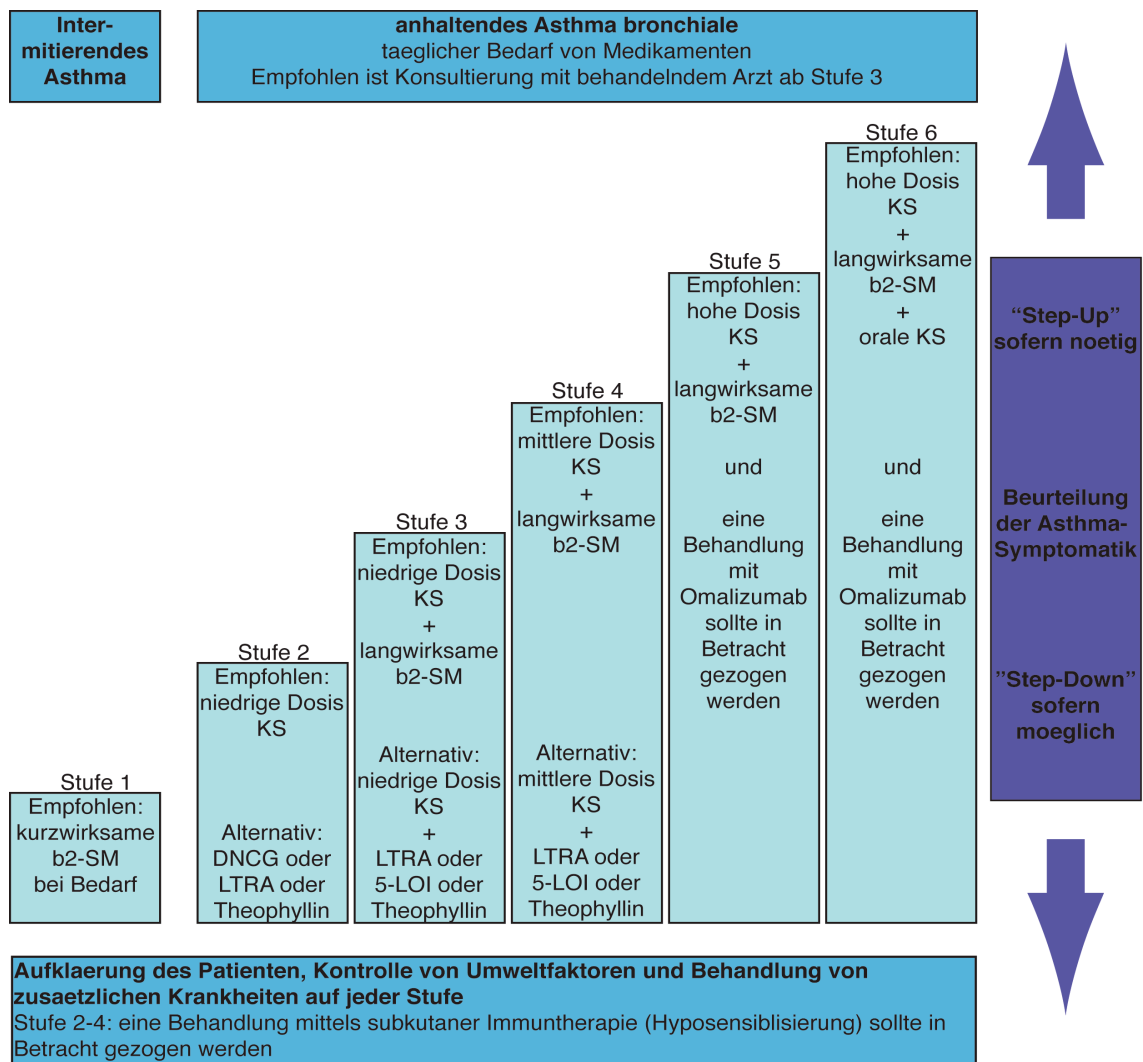 Inter-
mitierendes
Asthma
anhaltendes Asthma bronchiale
taeglicher Bedarf von Medikamenten
Empfohlen ist Konsultierung mit behandelndem Arzt ab Stufe 3
Stufe 1
Empfohlen:
kurzwirksame
b2-SM
bei Bedarf
Stufe 2
Empfohlen:
niedrige Dosis
KS
Alternativ:
DNCG oder
LTRA oder
Theophyllin
Stufe 3
Empfohlen:
niedrige Dosis
KS
+
langwirksame
b2-SM
Alternativ:
niedrige Dosis
KS
+
LTRA oder
5-LOI oder
Theophyllin
Stufe 4
Empfohlen:
mittlere Dosis
KS
+
langwirksame
b2-SM
Alternativ:
mittlere Dosis
KS
+
LTRA oder
5-LOI oder
Theophyllin
Stufe 5
Empfohlen:
hohe Dosis
KS
+
langwirksame
b2-SM
und
eine
Behandlung
mit
Omalizumab
sollte in
Betracht
gezogen
werden
Stufe 6
Empfohlen:
hohe Dosis
KS
+
langwirksame
b2-SM
+
orale KS
und
eine
Behandlung
mit
Omalizumab
sollte in
Betracht
gezogen
werden
“Step-Up”
sofern noetig
Beurteilung
der Asthma-
Symptomatik
”Step-Down”
sofern
moeglich
Aufklaerung des Patienten, Kontrolle von Umweltfaktoren und Behandlung von
zusaetzlichen Krankheiten auf jeder Stufe
Stufe 2-4: eine Behandlung mittels subkutaner Immuntherapie (Hyposensiblisierung) sollte in
Betracht gezogen werden